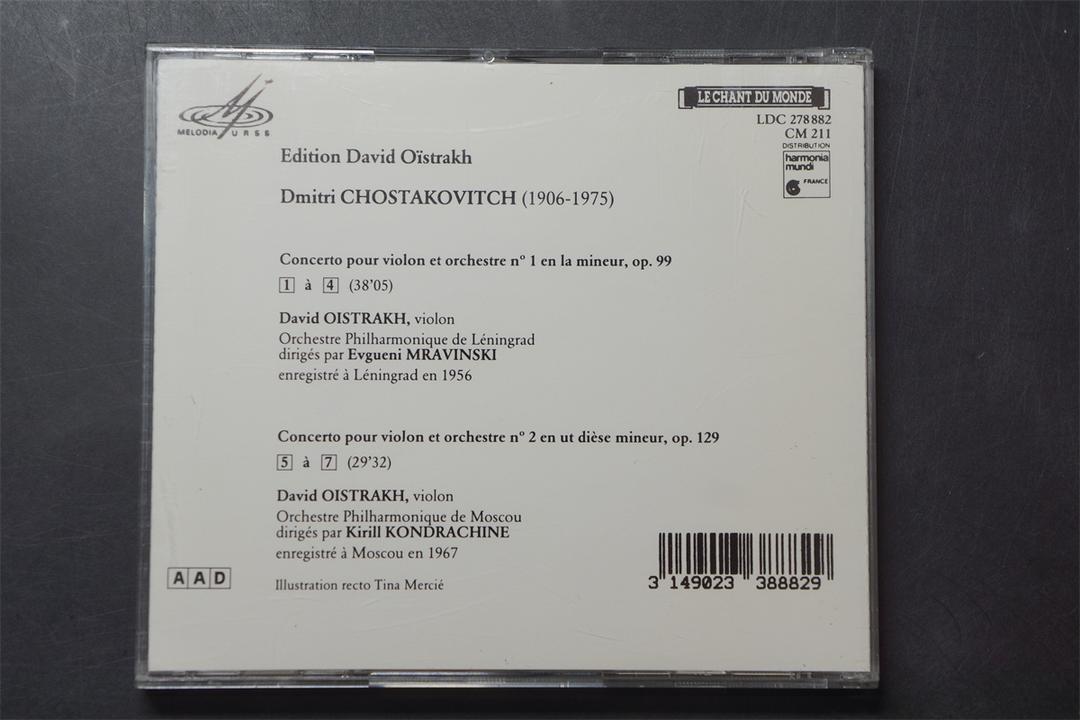 MELODIA URSS
LE CHANT DU MONDE
LDC 278 882
CM 211
DISTRIBUTION
harmonia
mundi
FRANCE
Edition David Oïstrakh
Dmitri CHOSTAKOVITCH (1906-1975)
Concerto pour violon et orchestre nº 1 en la mineur, op. 99
1 à 4 (38'05)
David OISTRAKH, violon
Orchestre Philharmonique de Léningrad
dirigés par Evgueni MRAVINSKI
enregistré à Léningrad en 1956
Concerto pour violon et orchestre nº 2 en ut dièse mineur, op. 129
5 à 7 (29'32)
David OISTRAKH, violon
Orchestre Philharmonique de Moscou
dirigés par Kirill KONDRACHINE
enregistré à Moscou en 1967
AAD
Illustration recto Tina Mercié
3 149023 388829